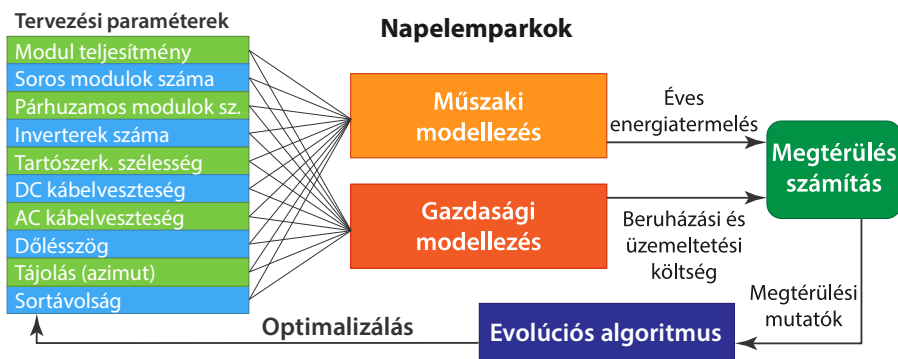 Tervezési paraméterek
Napelemparkok
Modul teljesítmény
Soros modulok száma
Párhuzamos modulok sz.
Inverterek száma
Tartószerk. szélesség
DC kábelveszteség
AC kábelveszteség
Dőlésszög
Tájolás (azimut)
Sortávolság
Műszaki
modellezés
Gazdasági
modellezés
Éves
energiatermelés
Beruházási és
üzemeltetési
költség
Megtérülés
számítás
Megtérülési
mutatók
Evolúciós algoritmus
Optimalizálás